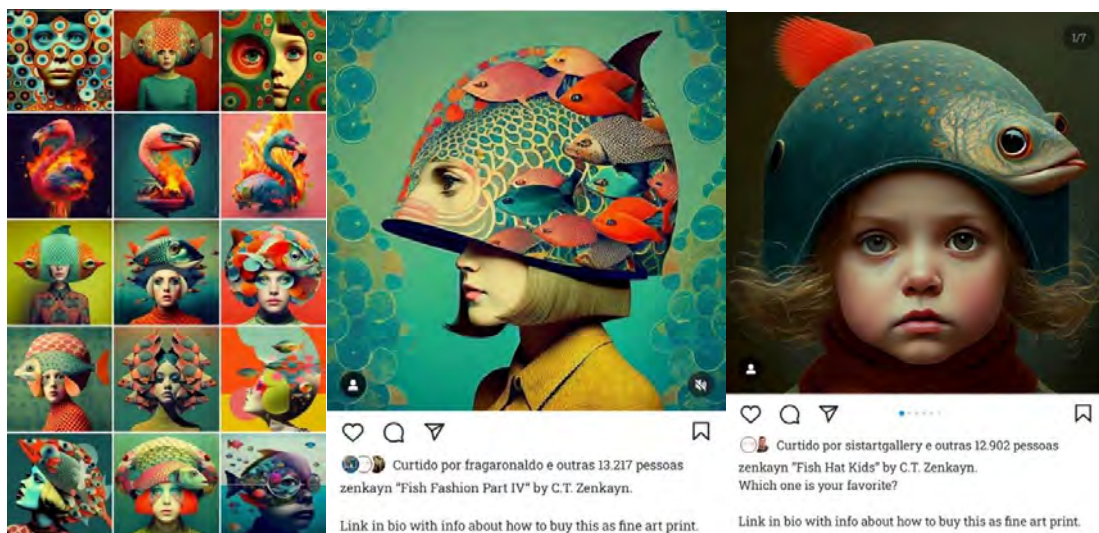 Curtido por fragaronaldo e outras 13.217 pessoas
zenkayn "Fish Fashion Part IV" by C.T. Zenkayn.
Link in bio with info about how to buy this as fine art print.
1/7
Curtido por sistartgallery e outras 12.902 pessoas
zenkayn "Fish Hat Kids" by C.T. Zenkayn.
Which one is your favorite?
Link in bio with info about how to buy this as fine art print.